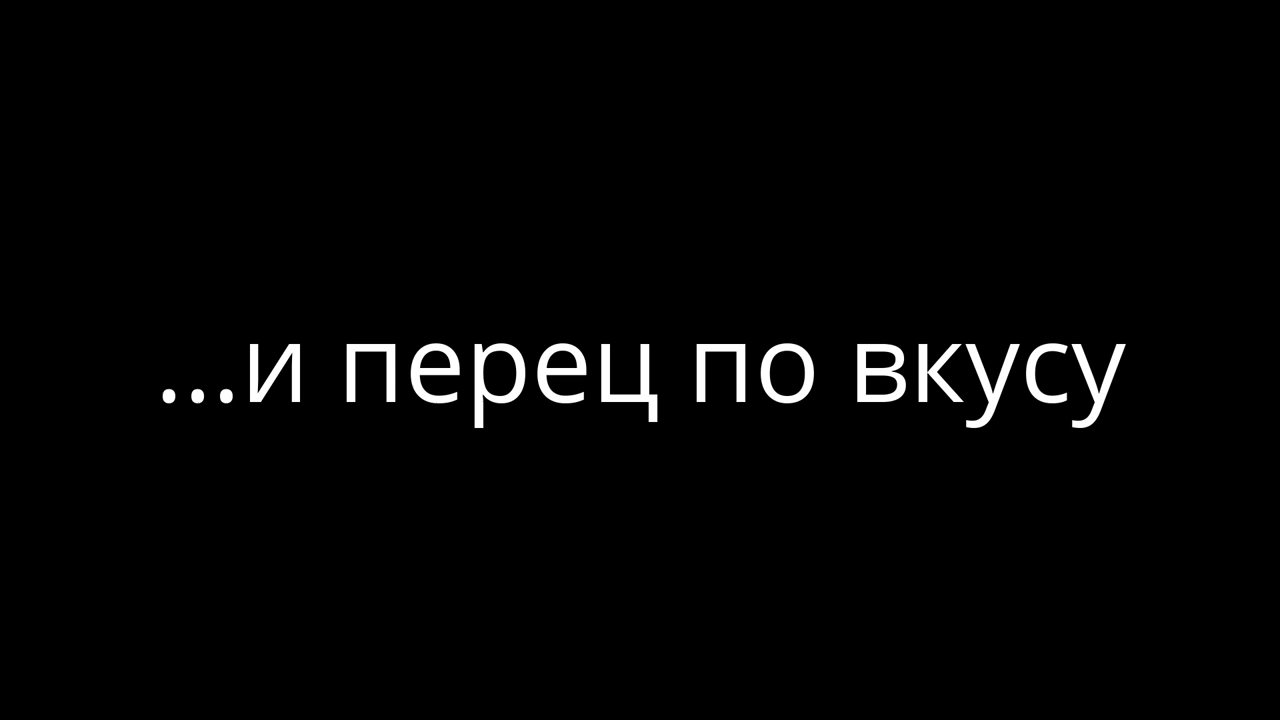 ...и перец по вкусу